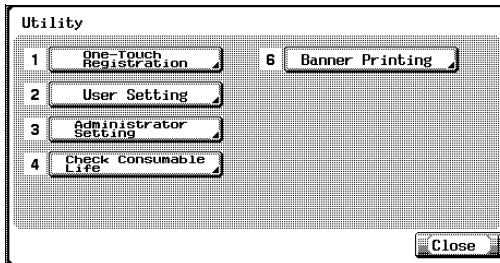 Utility
1 One-Touch
Registration
2 User Setting
3 Administrator
Setting
4 Check Consumable
Life
6 Banner Printing
Close